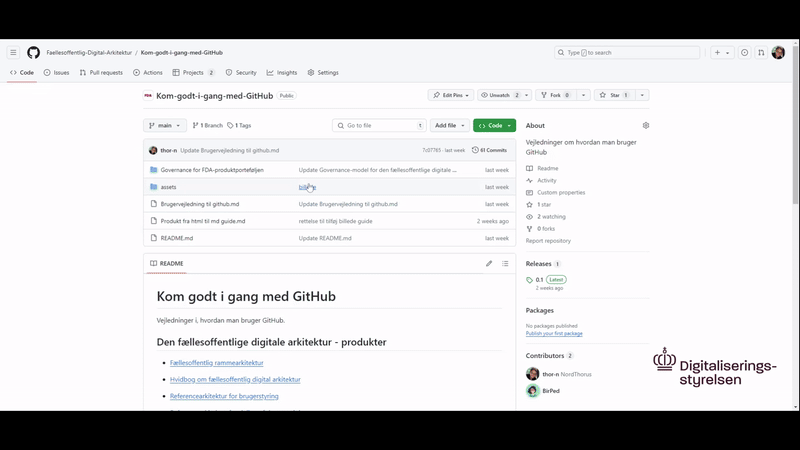 Faellesoffentlig-Digital-Arkitektur / Kom-godt-i-gang-med-GitHub
Type / to search
Code Issues Pull requests Actions Projects 2 Security Insights Settings
Kom-godt-i-gang-med-GitHub Public
Edit Pins Unwatch 2 Fork 0 Star 1
main 1 Branch 1 Tags
Go to file t
Add file Code
thor-n Update Brugervejledning til github.md 7c07765 · last week 61 Commits
Governance for FDA-produktporteføljen Update Governance-model for den fællesoffentlige digitale ... last week
assets last week
Brugervejledning til github.md Update Brugervejledning til github.md last week
Produkt fra html til md guide.md rettelse til tilføj billede guide 2 weeks ago
README.md Update README.md last week
README
Kom godt i gang med GitHub
Vejledninger i, hvordan man bruger GitHub.
Den fællesoffentlige digitale arkitektur - produkter
Fællesoffentlig rammearkitektur
Hvidbog om fællesoffentlig digital arkitektur
Referencearkitektur for brugerstyring
About
Vejledninger om hvordan man bruger
GitHub
Readme
Activity
Custom properties
1 star
2 watching
0 forks
Report repository
Releases 1
0.1 Latest
2 weeks ago
Packages
No packages published
Publish your first package
Contributors 2
thor-n NordThorus
BirPed
Digitaliserings-
styrelsen